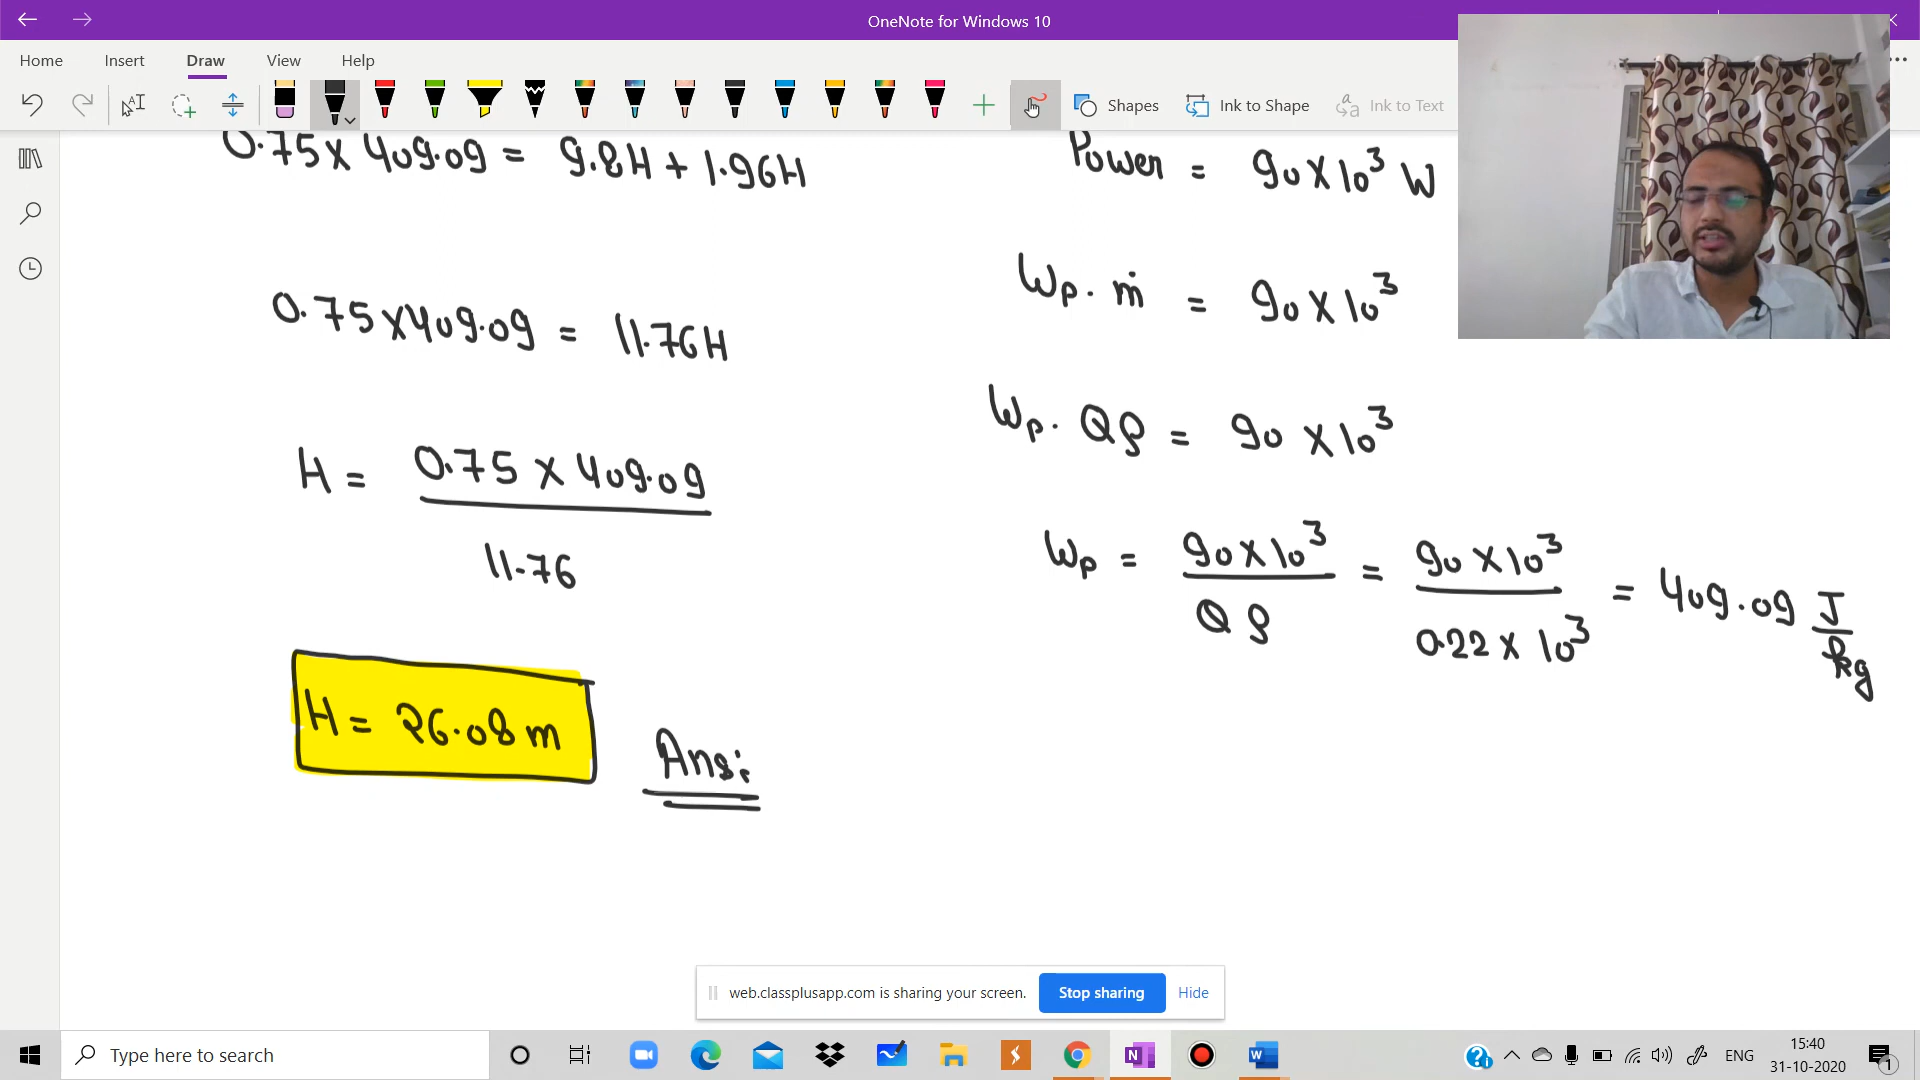 OneNote for Windows 10
Home Insert Draw View Help
Shapes Ink to Shape Ink to Text
0.75 × 409.09 = 9.8H + 1.96H
0.75 × 409.09 = 11.76H
H = 0.75 × 409.09
11.76
H = 26.08 m
Ans:
Power = 90 × 10³ W
Wp · ṁ = 90 × 10³
Wp · Qρ = 90 × 10³
Wp = 90 × 10³ / Qρ = 90 × 10³ / 0.22 × 10³ = 409.09 J/kg
web.classplusapp.com is sharing your screen. Stop sharing Hide
Type here to search
ENG
15:40
31-10-2020
1